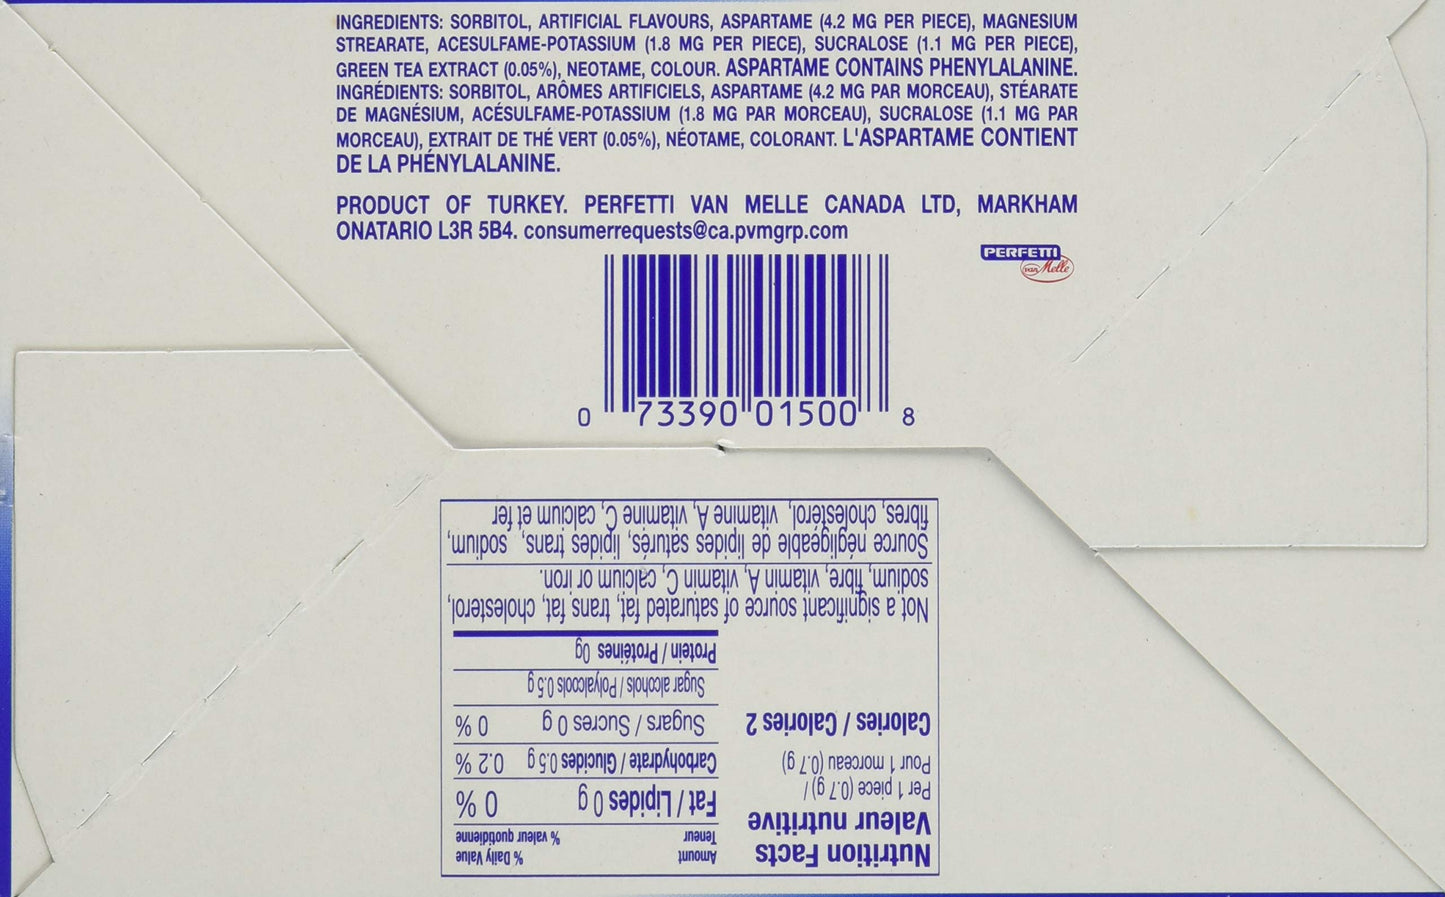 INGREDIENTS: SORBITOL, ARTIFICIAL FLAVOURS, ASPARTAME (4.2 MG PER PIECE), MAGNESIUM
STREARATE, ACESULFAME-POTASSIUM (1.8 MG PER PIECE), SUCRALOSE (1.1 MG PER PIECE),
GREEN TEA EXTRACT (0.05%), NEOTAME, COLOUR. ASPARTAME CONTAINS PHENYLALANINE.
INGRÉDIENTS: SORBITOL, ARÔMES ARTIFICIELS, ASPARTAME (4.2 MG PAR MORCEAU), STÉARATE
DE MAGNÉSIUM, ACÉSULFAME-POTASSIUM (1.8 MG PAR MORCEAU), SUCRALOSE (1.1 MG PAR
MORCEAU), EXTRAIT DE THÉ VERT (0.05%), NÉOTAME, COLORANT. L'ASPARTAME CONTIENT
DE LA PHÉNYLALANINE.
PRODUCT OF TURKEY. PERFETTI VAN MELLE CANADA LTD, MARKHAM
ONATARIO L3R 5B4. consumerrequests@ca.pvmgrp.com
PERFETTI
van Melle
0 73390 01500 8
Nutrition Facts
Valeur nutritive
Per 1 piece (0.7 g) /
Pour 1 morceau (0.7 g)
Calories / Calories 2
Amount % Daily Value
Teneur % valeur quotidienne
Fat / Lipides 0 g 0 %
Carbohydrate / Glucides 0.5 g 0.2 %
Sugars / Sucres 0 g 0 %
Sugar alcohols / Polyalcools 0.5 g
Protein / Protéines 0g
Not a significant source of saturated fat, trans fat, cholesterol,
sodium, fibre, vitamin A, vitamin C, calcium or iron.
Source négligeable de lipides saturés, lipides trans, sodium,
fibres, cholestérol, vitamine A, vitamine C, calcium et fer